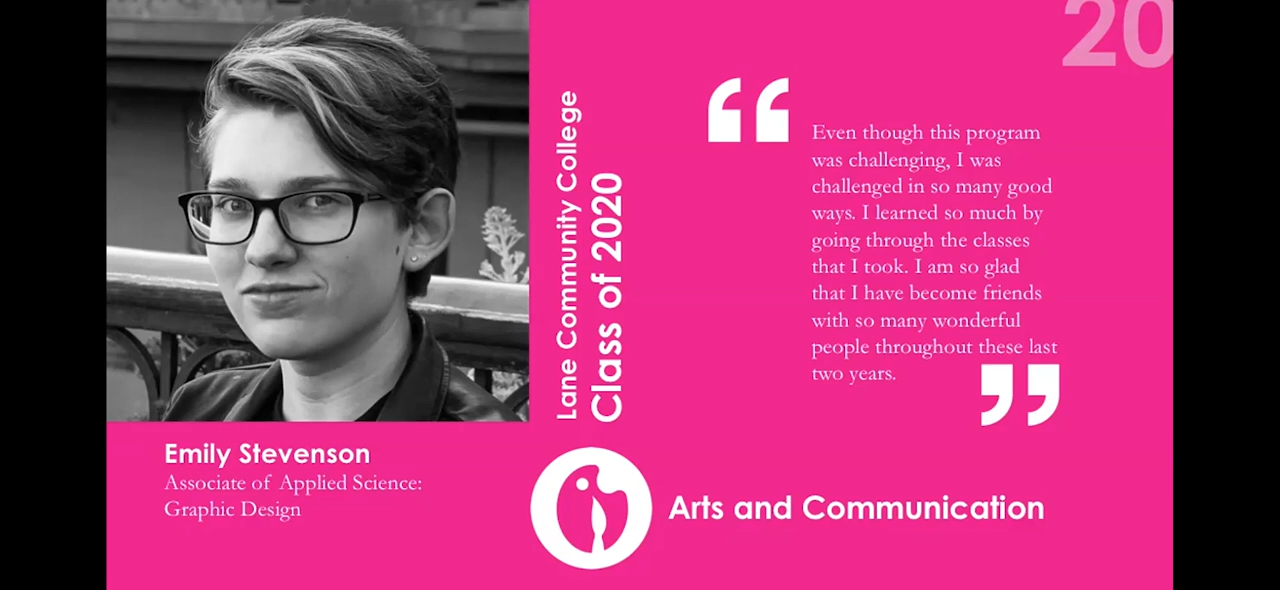 20
Lane Community College
Class of 2020
“
Even though this program
was challenging, I was
challenged in so many good
ways. I learned so much by
going through the classes
that I took. I am so glad
that I have become friends
with so many wonderful
people throughout these last
two years.
”
Emily Stevenson
Associate of Applied Science:
Graphic Design
Arts and Communication